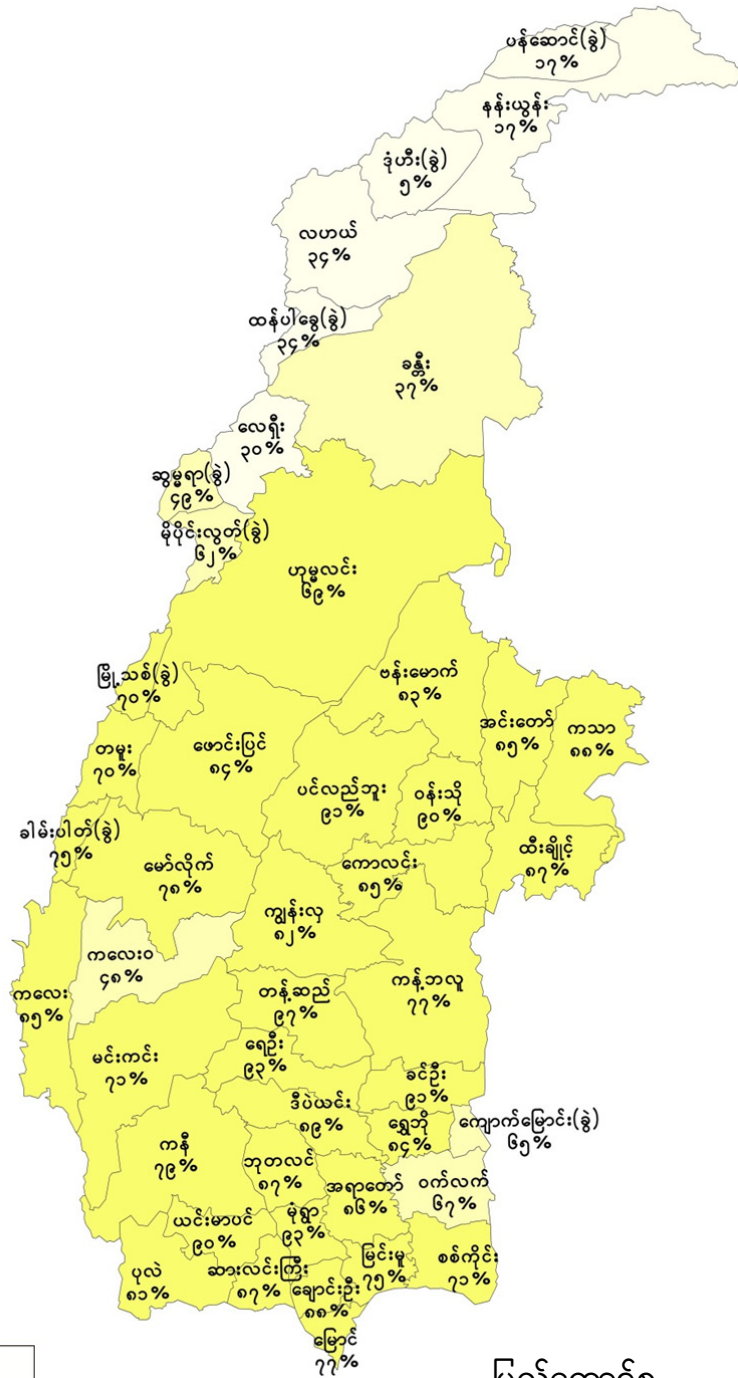 ပန်ဆောင်(ခွဲ)
၁၇%
နန်းယွန်း
၁၇%
ဒုံဟီး(ခွဲ)
၅%
လဟယ်
၃၄%
ထန်ပါခွေ(ခွဲ)
၃၄%
ခန္တီး
၃၇%
လေရှီး
၃၀%
ဆွမ္မရာ(ခွဲ)
၄၉%
မိုပိုင်းလွတ်(ခွဲ)
၆၂%
ဟုမ္မလင်း
၆၉%
မြို့သစ်(ခွဲ)
၇၀%
ဗန်းမောက်
၈၃%
အင်းတော်
၈၅%
ကသာ
၈၈%
တမူး
၇၀%
ဖောင်းပြင်
၈၄%
ပင်လည်ဘူး
၉၁%
ဝန်းသို
၉၀%
ခါမ်းပါတ်(ခွဲ)
၇၅%
မော်လိုက်
၇၈%
ကောလင်း
၈၅%
ထီးချိုင့်
၈၇%
ကျွန်းလှ
၈၂%
ကလေးဝ
၄၈%
ကလေး
၈၅%
တန့်ဆည်
၉၇%
ကန့်ဘလူ
၇၇%
မင်းကင်း
၇၁%
ရေဦး
၉၃%
ခင်ဦး
၉၁%
ဒီပဲယင်း
၈၉%
ရွှေဘို
၈၄%
ကျောက်မြောင်း(ခွဲ)
၆၅%
ကနီ
၇၉%
ဘုတလင်
၈၇%
အရာတော်
၈၆%
ဝက်လက်
၆၇%
ယင်းမာပင်
၉၀%
မုံရွာ
၉၃%
ပုလဲ
၈၁%
ဆားလင်းကြီး
၈၇%
ချောင်းဦး
၈၈%
မြင်းမူ
၇၅%
စစ်ကိုင်း
၇၁%
မြောင်
၇၇%